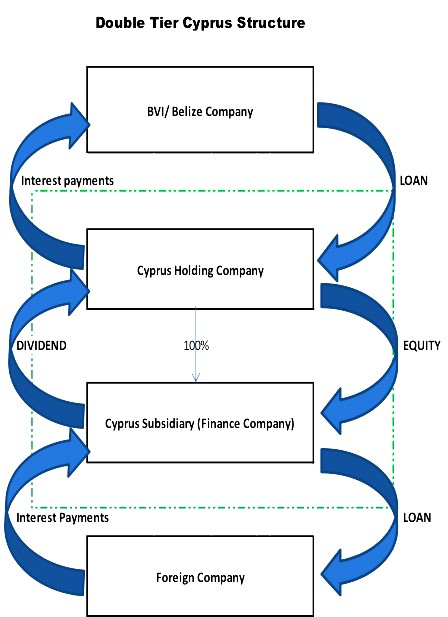 Double Tier Cyprus Structure
BVI/ Belize Company
Interest payments
LOAN
Cyprus Holding Company
DIVIDEND
100%
EQUITY
Cyprus Subsidiary (Finance Company)
Interest Payments
LOAN
Foreign Company